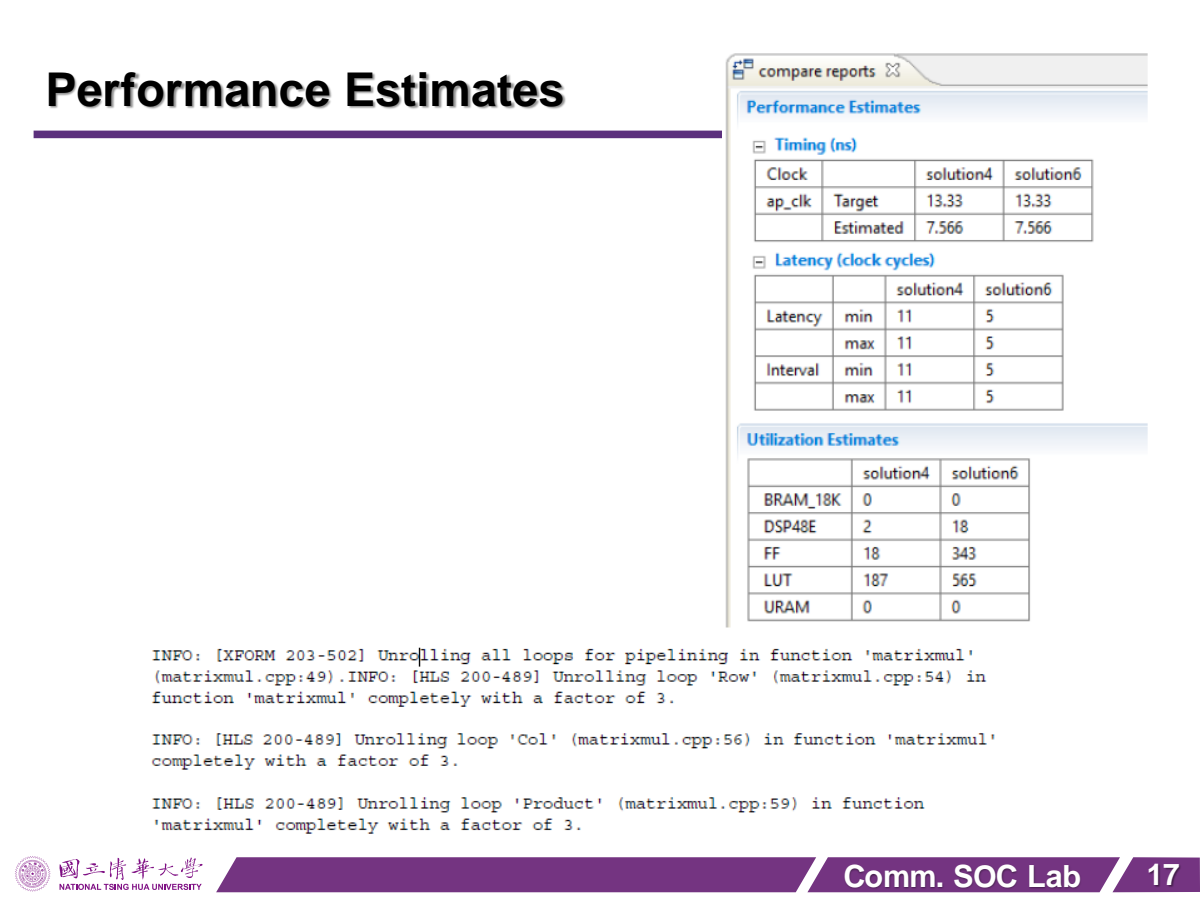 Performance Estimates
compare reports
Performance Estimates
Timing (ns)
Clock solution4 solution6
ap_clk Target 13.33 13.33
Estimated 7.566 7.566
Latency (clock cycles)
solution4 solution6
Latency min 11 5
max 11 5
Interval min 11 5
max 11 5
Utilization Estimates
solution4 solution6
BRAM_18K 0 0
DSP48E 2 18
FF 18 343
LUT 187 565
URAM 0 0
INFO: [XFORM 203-502] Unrolling all loops for pipelining in function 'matrixmul'
(matrixmul.cpp:49).INFO: [HLS 200-489] Unrolling loop 'Row' (matrixmul.cpp:54) in
function 'matrixmul' completely with a factor of 3.
INFO: [HLS 200-489] Unrolling loop 'Col' (matrixmul.cpp:56) in function 'matrixmul'
completely with a factor of 3.
INFO: [HLS 200-489] Unrolling loop 'Product' (matrixmul.cpp:59) in function
'matrixmul' completely with a factor of 3.
國立清華大學
NATIONAL TSING HUA UNIVERSITY
Comm. SOC Lab
17